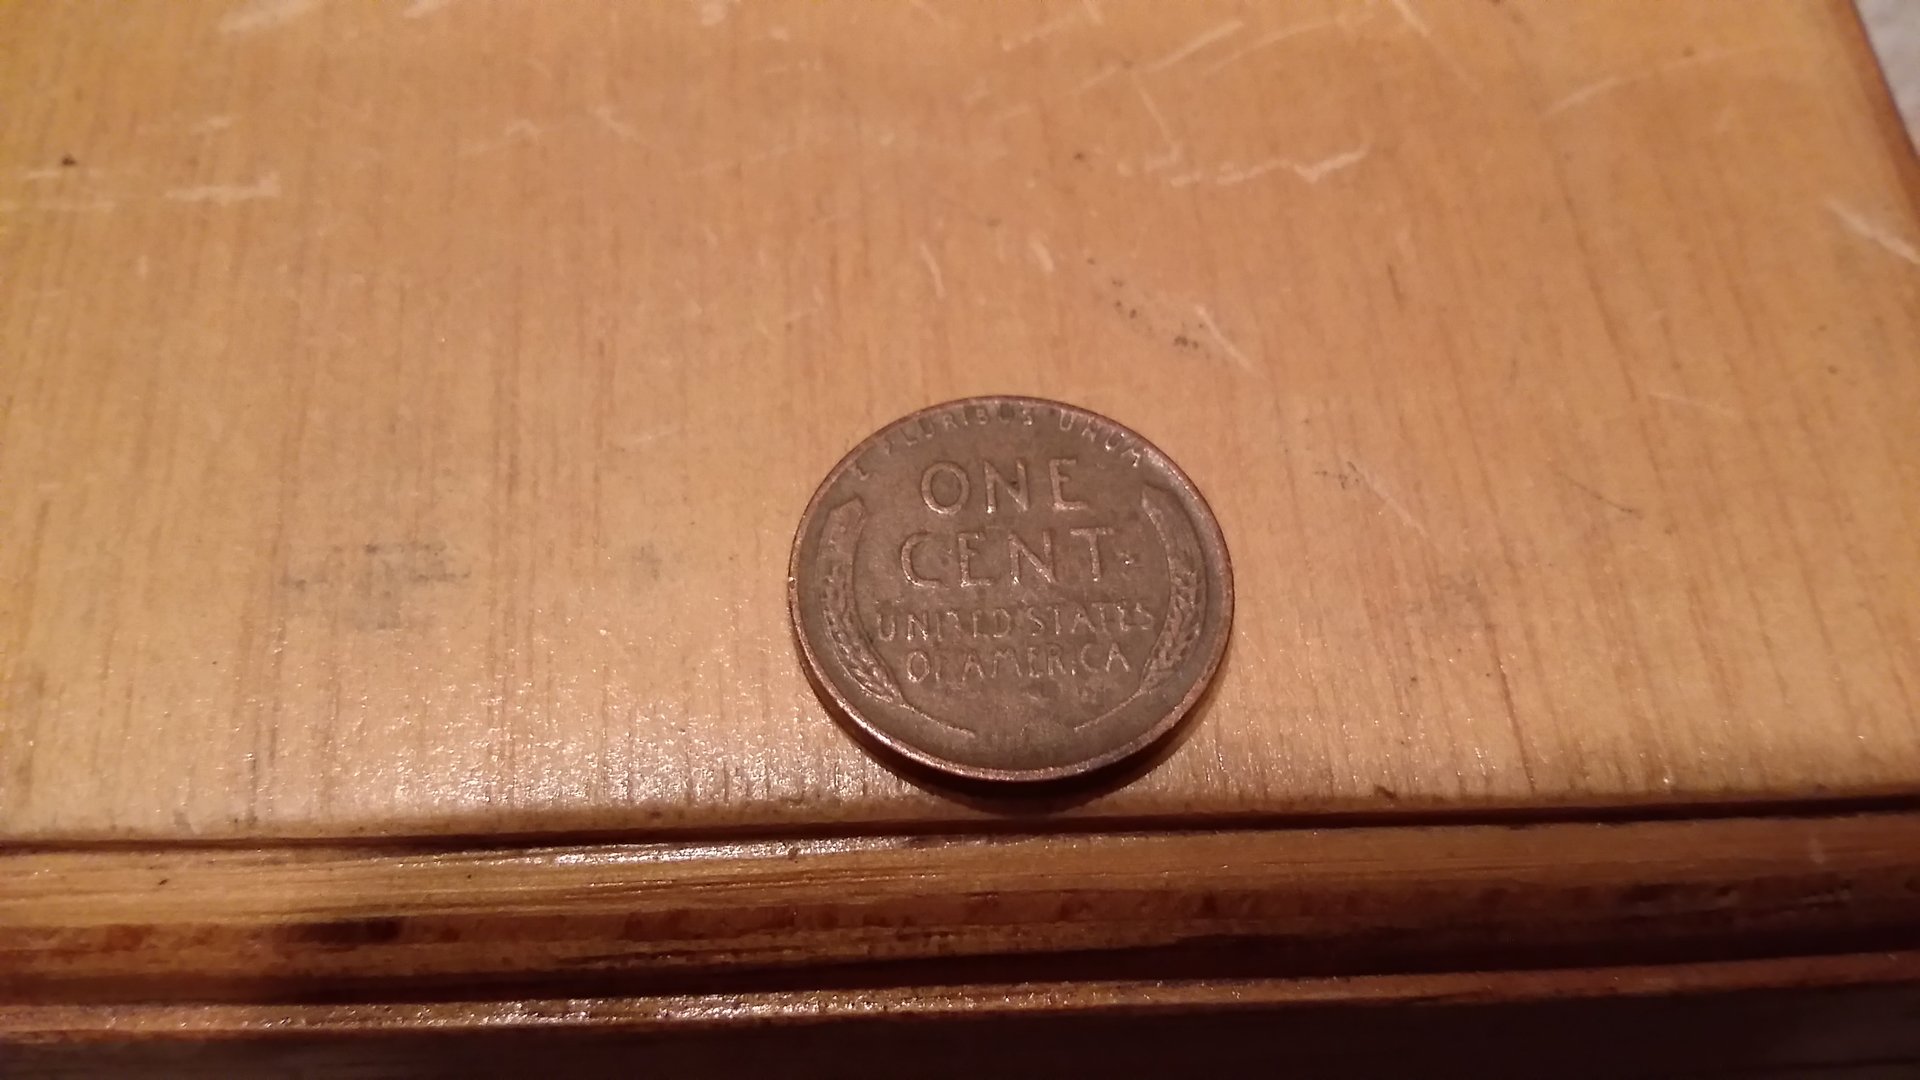 E PLURIBUS UNUM
ONE
CENT
UNITED STATES
OF AMERICA